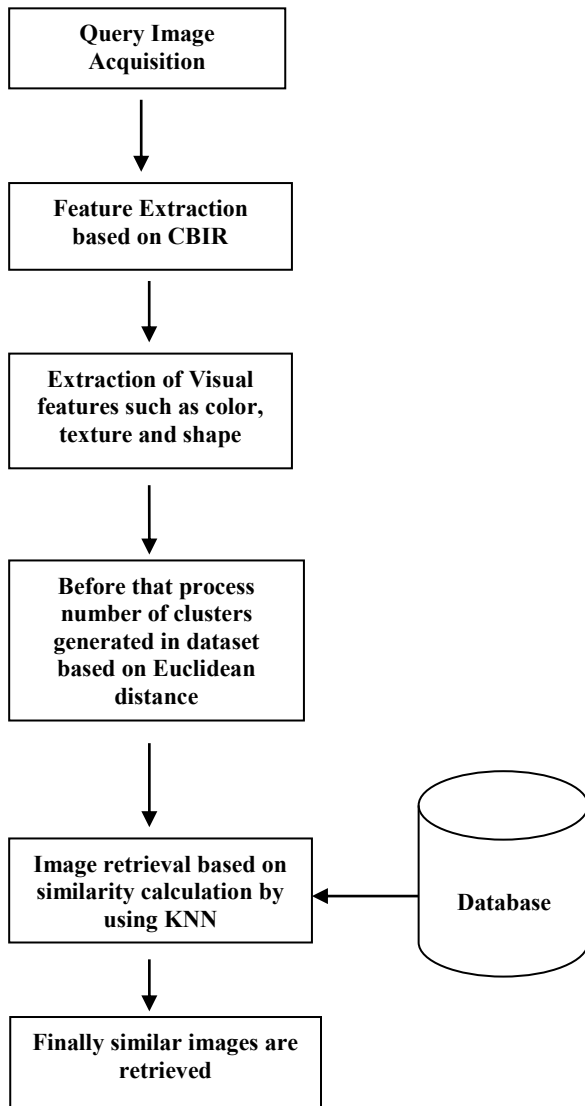 Query Image
Acquisition
Feature Extraction
based on CBIR
Extraction of Visual
features such as color,
texture and shape
Before that process
number of clusters
generated in dataset
based on Euclidean
distance
Image retrieval based on
similarity calculation by
using KNN
Database
Finally similar images are
retrieved